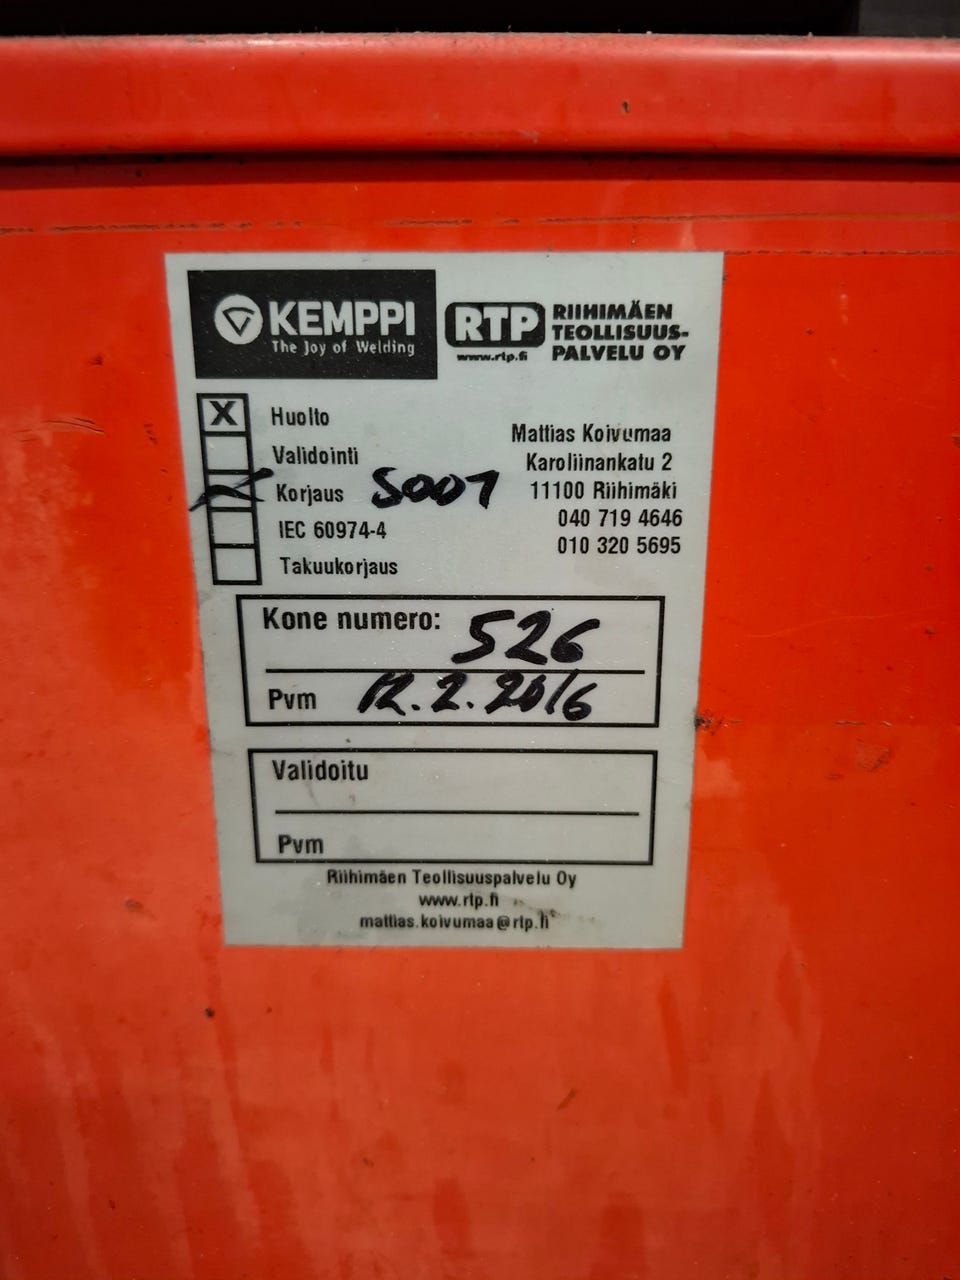 KEMPPI
The Joy of Welding
RTP
www.rtp.fi
RIIHIMÄEN
TEOLLISUUS-
PALVELU OY
X Huolto
Validointi
Korjaus 5001
IEC 60974-4
Takuukorjaus
Mattias Koivumaa
Karoliinankatu 2
11100 Riihimäki
040 719 4646
010 320 5695
Kone numero: 526
Pvm 12.2.2016
Validoitu
Pvm
Riihimäen Teollisuuspalvelu Oy
www.rtp.fi
mattias.koivumaa@rtp.fi